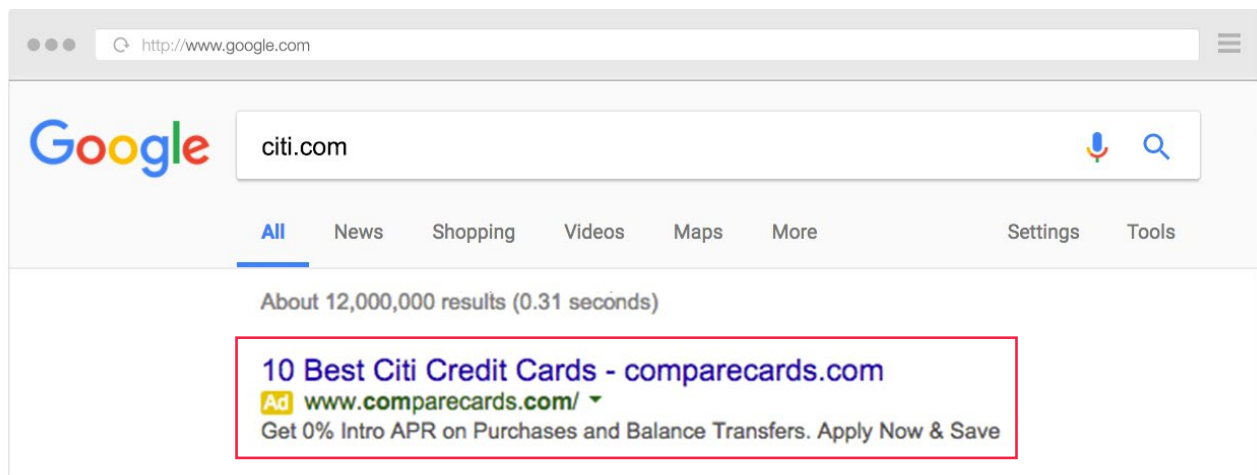 http://www.google.com
Google citi.com
All News Shopping Videos Maps More Settings Tools
About 12,000,000 results (0.31 seconds)
10 Best Citi Credit Cards - comparecards.com
Ad www.comparecards.com/
Get 0% Intro APR on Purchases and Balance Transfers. Apply Now & Save